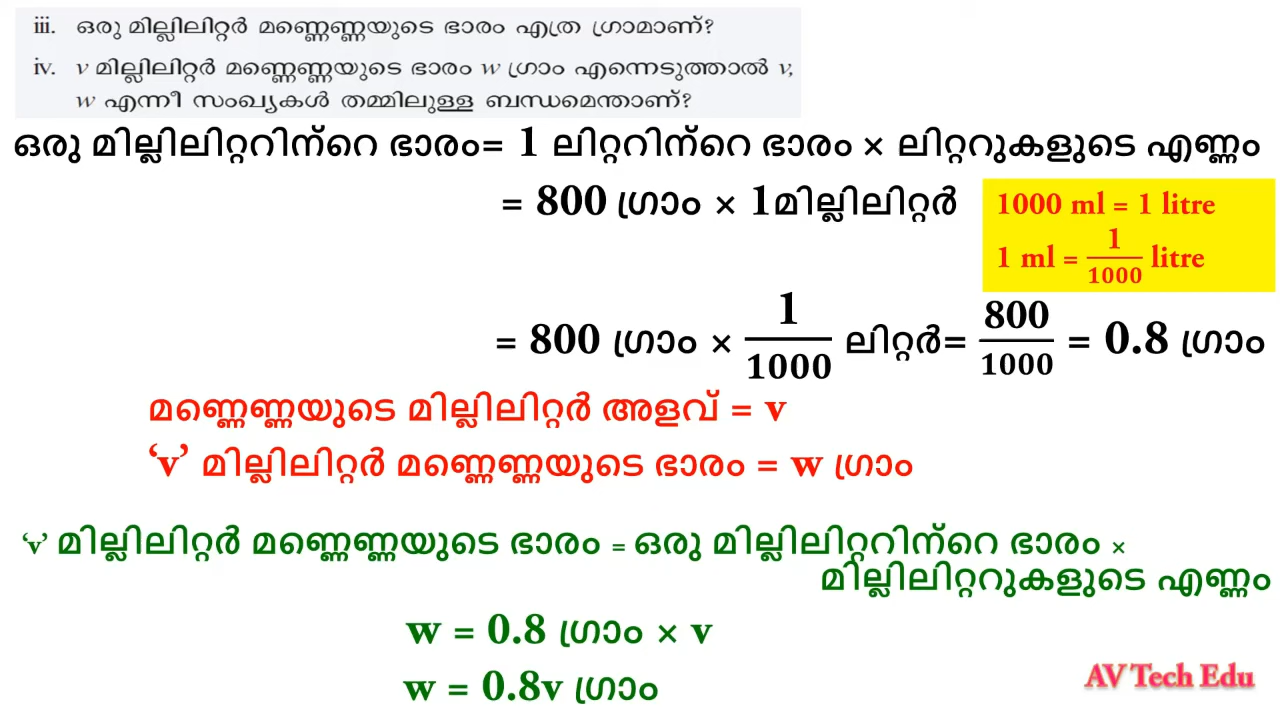 iii. ഒരു മില്ലിലിറ്റർ മണ്ണെണ്ണയുടെ ഭാരം എത്ര ഗ്രാമാണ്?
iv. v മില്ലിലിറ്റർ മണ്ണെണ്ണയുടെ ഭാരം w ഗ്രാം എന്നെടുത്താൽ v,
w എന്നീ സംഖ്യകൾ തമ്മിലുള്ള ബന്ധമെന്താണ്?
ഒരു മില്ലിലിറ്ററിന്റെ ഭാരം= 1 ലിറ്ററിന്റെ ഭാരം × ലിറ്ററുകളുടെ എണ്ണം
= 800 ഗ്രാം × 1മില്ലിലിറ്റർ
1000 ml = 1 litre
1 ml = 1/1000 litre
= 800 ഗ്രാം × 1/1000 ലിറ്റർ= 800/1000 = 0.8 ഗ്രാം
മണ്ണെണ്ണയുടെ മില്ലിലിറ്റർ അളവ് = v
‘v’ മില്ലിലിറ്റർ മണ്ണെണ്ണയുടെ ഭാരം = w ഗ്രാം
‘v’ മില്ലിലിറ്റർ മണ്ണെണ്ണയുടെ ഭാരം = ഒരു മില്ലിലിറ്ററിന്റെ ഭാരം ×
മില്ലിലിറ്ററുകളുടെ എണ്ണം
w = 0.8 ഗ്രാം × v
w = 0.8v ഗ്രാം
AV Tech Edu